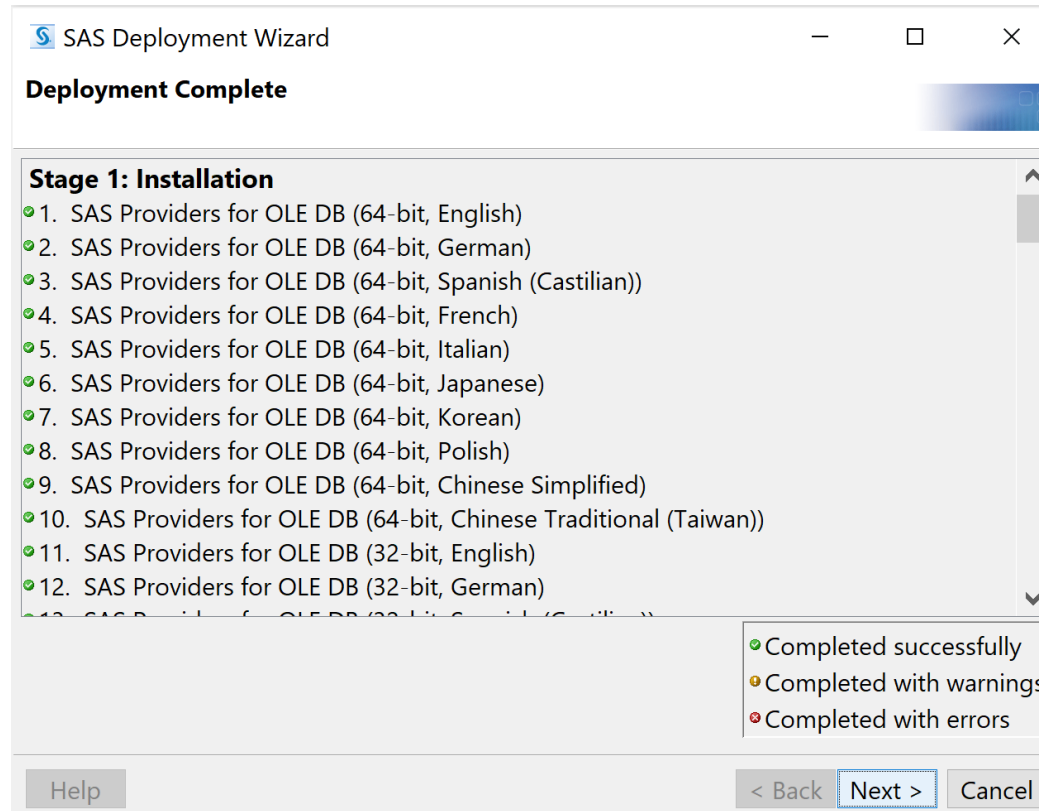 SAS Deployment Wizard
Deployment Complete
Stage 1: Installation
1. SAS Providers for OLE DB (64-bit, English)
2. SAS Providers for OLE DB (64-bit, German)
3. SAS Providers for OLE DB (64-bit, Spanish (Castilian))
4. SAS Providers for OLE DB (64-bit, French)
5. SAS Providers for OLE DB (64-bit, Italian)
6. SAS Providers for OLE DB (64-bit, Japanese)
7. SAS Providers for OLE DB (64-bit, Korean)
8. SAS Providers for OLE DB (64-bit, Polish)
9. SAS Providers for OLE DB (64-bit, Chinese Simplified)
10. SAS Providers for OLE DB (64-bit, Chinese Traditional (Taiwan))
11. SAS Providers for OLE DB (32-bit, English)
12. SAS Providers for OLE DB (32-bit, German)
Completed successfully
Completed with warnings
Completed with errors
Help
< Back
Next >
Cancel